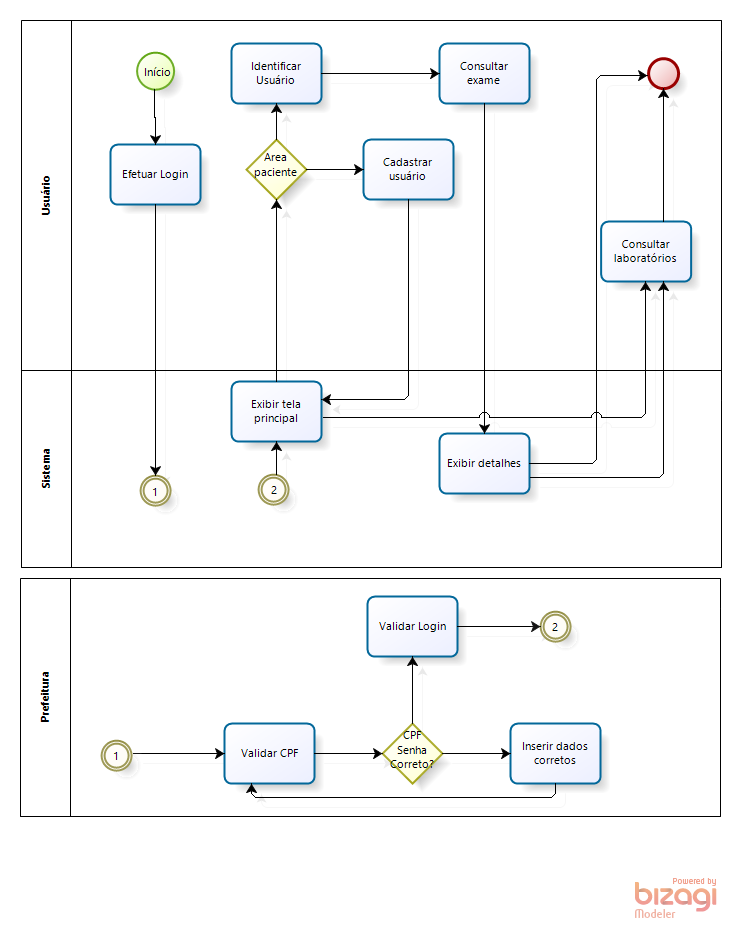 Usuário
Início
Identificar
Usuário
Consultar
exame
Efetuar Login
Area
paciente
Cadastrar
usuário
Consultar
laboratórios
Sistema
Exibir tela
principal
Exibir detalhes
1
2
Prefeitura
Validar Login
2
1
Validar CPF
CPF
Senha
Correto?
Inserir dados
corretos
Powered by
bizagi
Modeler